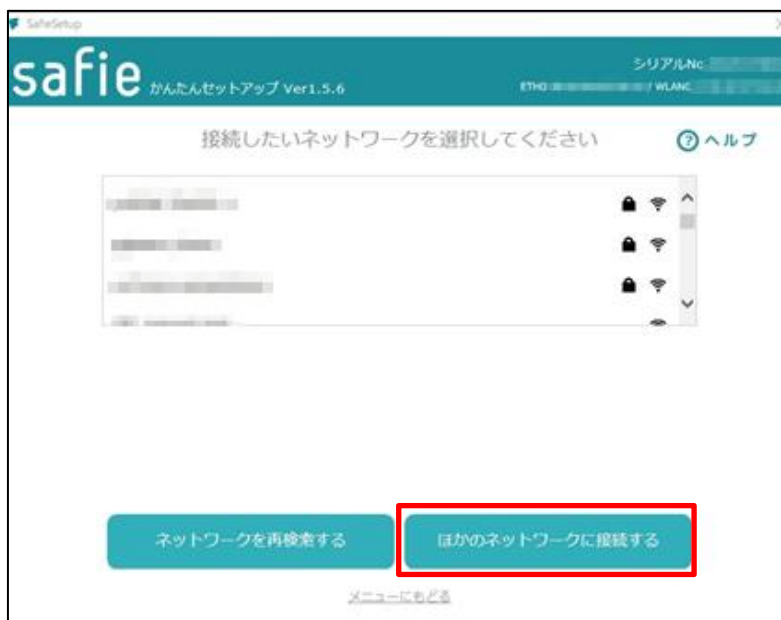 SafieSetup
safie かんたんセットアップ Ver1.5.6
シリアルNo
ETH0 / WLAN
接続したいネットワークを選択してください
? ヘルプ
ネットワークを再検索する
ほかのネットワークに接続する
メニューにもどる